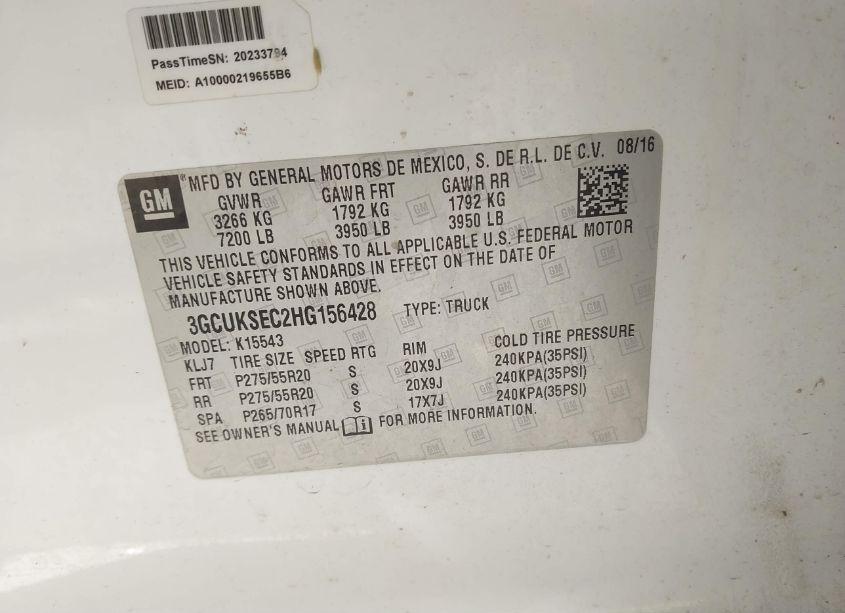 PassTimeSN: 20233794
MEID: A10000219655B6
GM ®MFD BY GENERAL MOTORS DE MEXICO, S. DE R.L. DE C.V. 08/16
GVWR GAWR FRT GAWR RR
3266 KG 1792 KG 1792 KG
7200 LB 3950 LB 3950 LB
THIS VEHICLE CONFORMS TO ALL APPLICABLE U.S. FEDERAL MOTOR
VEHICLE SAFETY STANDARDS IN EFFECT ON THE DATE OF
MANUFACTURE SHOWN ABOVE.
3GCUKSEC2HG156428 TYPE: TRUCK
MODEL: K15543
KLJ7 TIRE SIZE SPEED RTG RIM COLD TIRE PRESSURE
FRT P275/55R20 S 20X9J 240KPA(35PSI)
RR P275/55R20 S 20X9J 240KPA(35PSI)
SPA P265/70R17 S 17X7J 240KPA(35PSI)
SEE OWNER'S MANUAL FOR MORE INFORMATION.